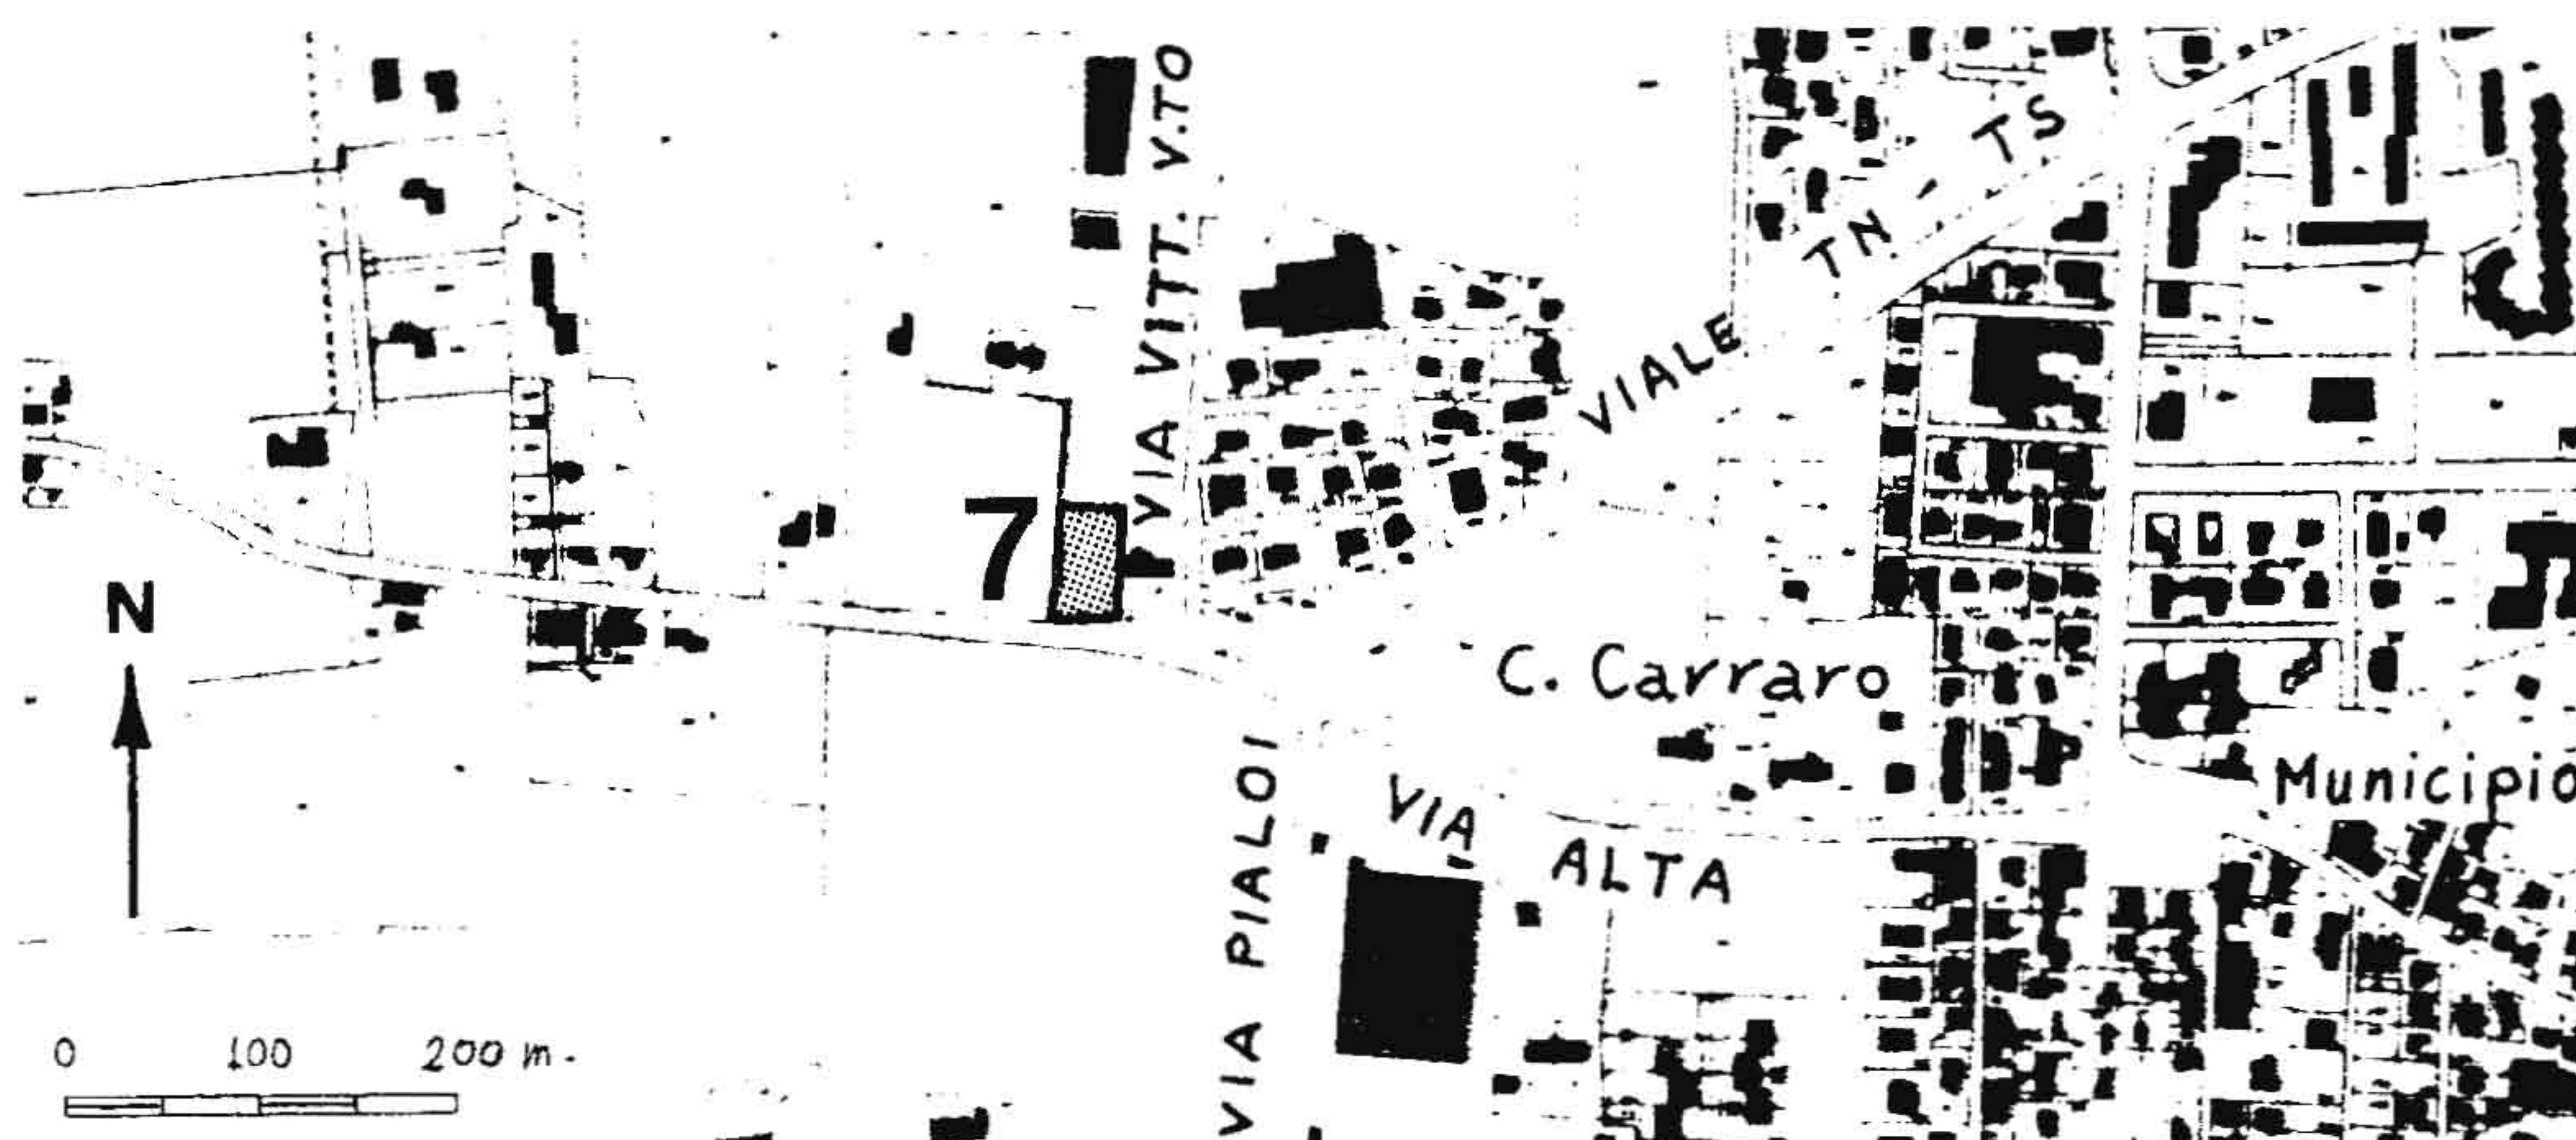 VIA VITT. V.TO
VIALE TN - TS
7
N
C. Carraro
Municipio
VIA PIALOI
VIA ALTA
0 100 200 m.